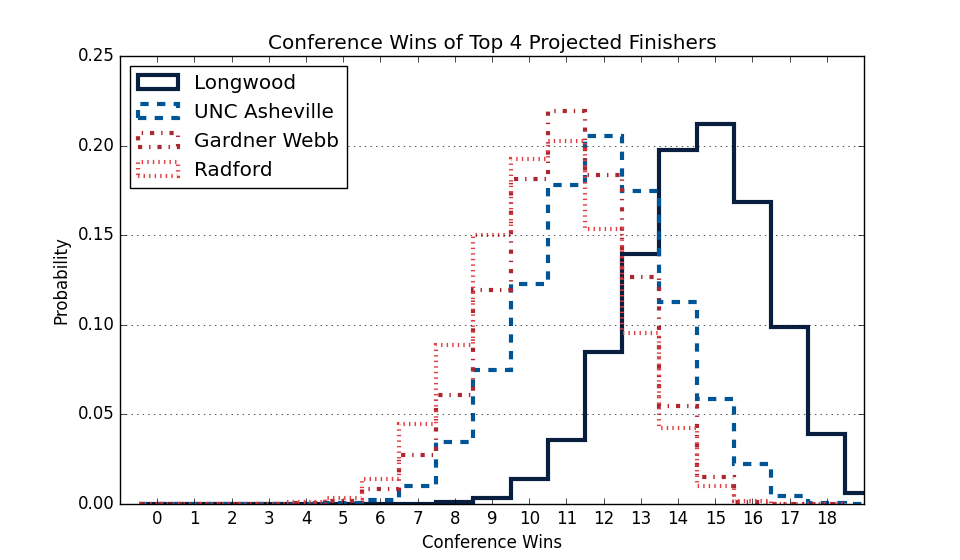 Conference Wins of Top 4 Projected Finishers
0.25
0.20
0.15
0.10
0.05
0.00
Probability
Longwood
UNC Asheville
Gardner Webb
Radford
0 1 2 3 4 5 6 7 8 9 10 11 12 13 14 15 16 17 18
Conference Wins